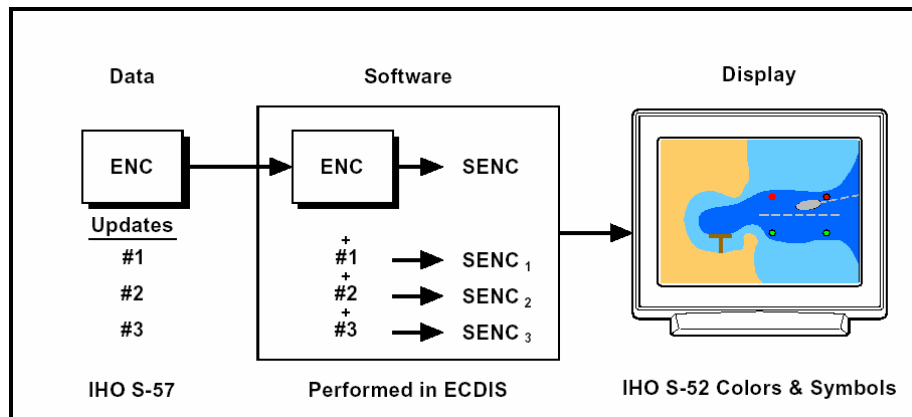 Data Software Display
ENC ENC SENC
Updates
+
#1 #1 SENC 1
+
#2 #2 SENC 2
+
#3 #3 SENC 3
IHO S-57 Performed in ECDIS IHO S-52 Colors & Symbols